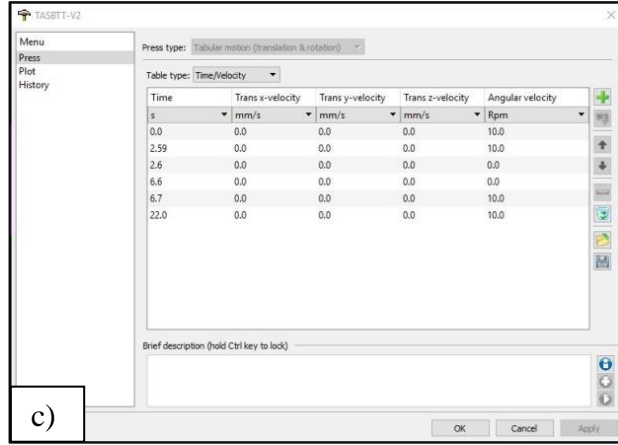 TASBTT-V2
Menu
Press
Plot
History
Press type: Tabular motion (translation & rotation)
Table type: Time/Velocity
Time Trans x-velocity Trans y-velocity Trans z-velocity Angular velocity
s mm/s mm/s mm/s Rpm
0.0 0.0 0.0 0.0 10.0
2.59 0.0 0.0 0.0 10.0
2.6 0.0 0.0 0.0 0.0
6.6 0.0 0.0 0.0 0.0
6.7 0.0 0.0 0.0 10.0
22.0 0.0 0.0 0.0 10.0
Brief description (hold Ctrl key to lock)
c)
OK Cancel Apply